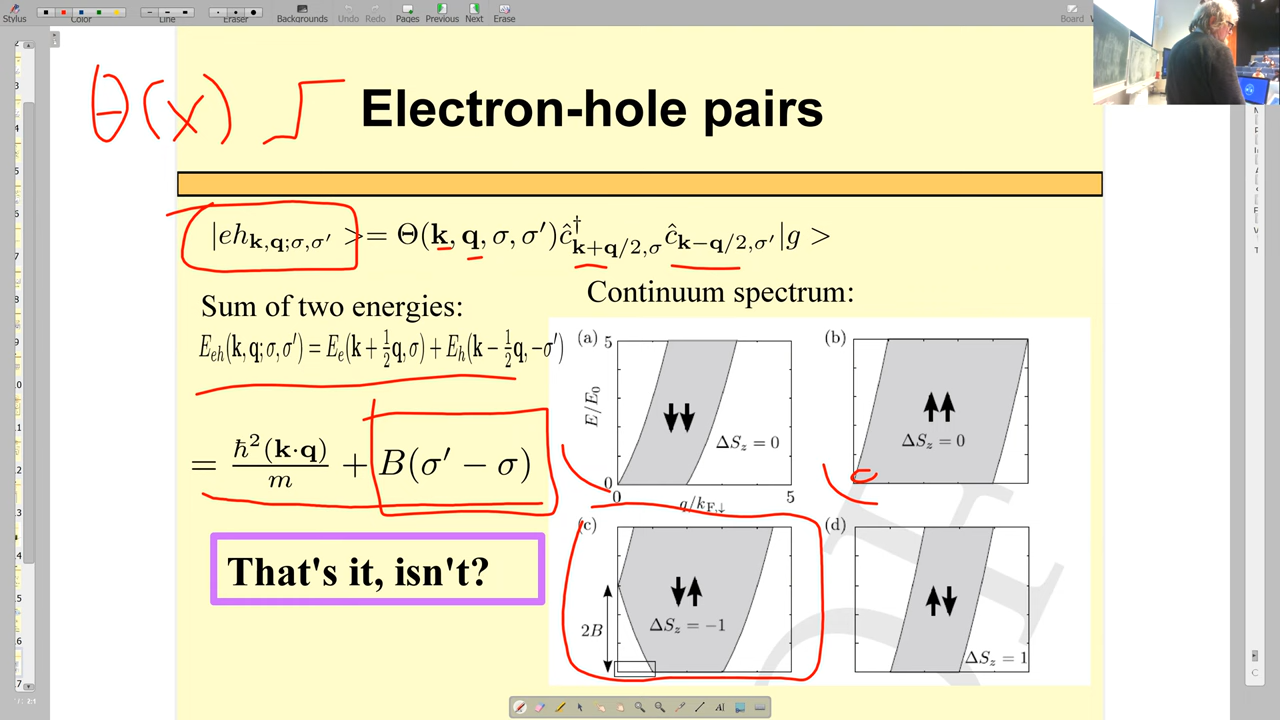 Stylus
Color
Line
Eraser
Backgrounds
Undo
Redo
Pages
Previous
Next
Erase
Board
θ(x)
Electron-hole pairs
|eh_{k,q;σ,σ′} >= Θ(k, q, σ, σ′)ĉ†_{k+q/2,σ} ĉ_{k−q/2,σ′}|g >
Sum of two energies:
Continuum spectrum:
E_{eh}(k,q;σ,σ′) = E_e(k+½q,σ) + E_h(k−½q,−σ′)
= ħ²(k·q)/m + B(σ′ − σ)
That's it, isn't?
(a)
5
E/E₀
↓↓
ΔS_z = 0
0
0
q/k_{F,↓}
5
(b)
↑↑
ΔS_z = 0
(c)
↓↑
ΔS_z = −1
2B
(d)
↑↓
ΔS_z = 1